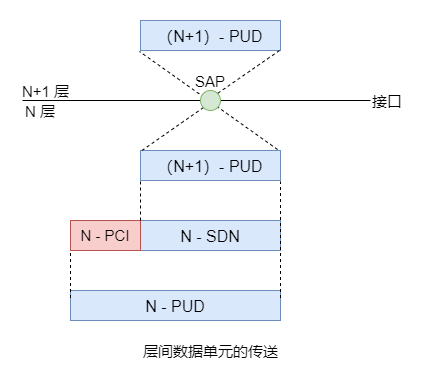 （N+1）- PUD
SAP
N+1 层
N 层
接口
（N+1）- PUD
N - PCI
N - SDN
N - PUD
层间数据单元的传送